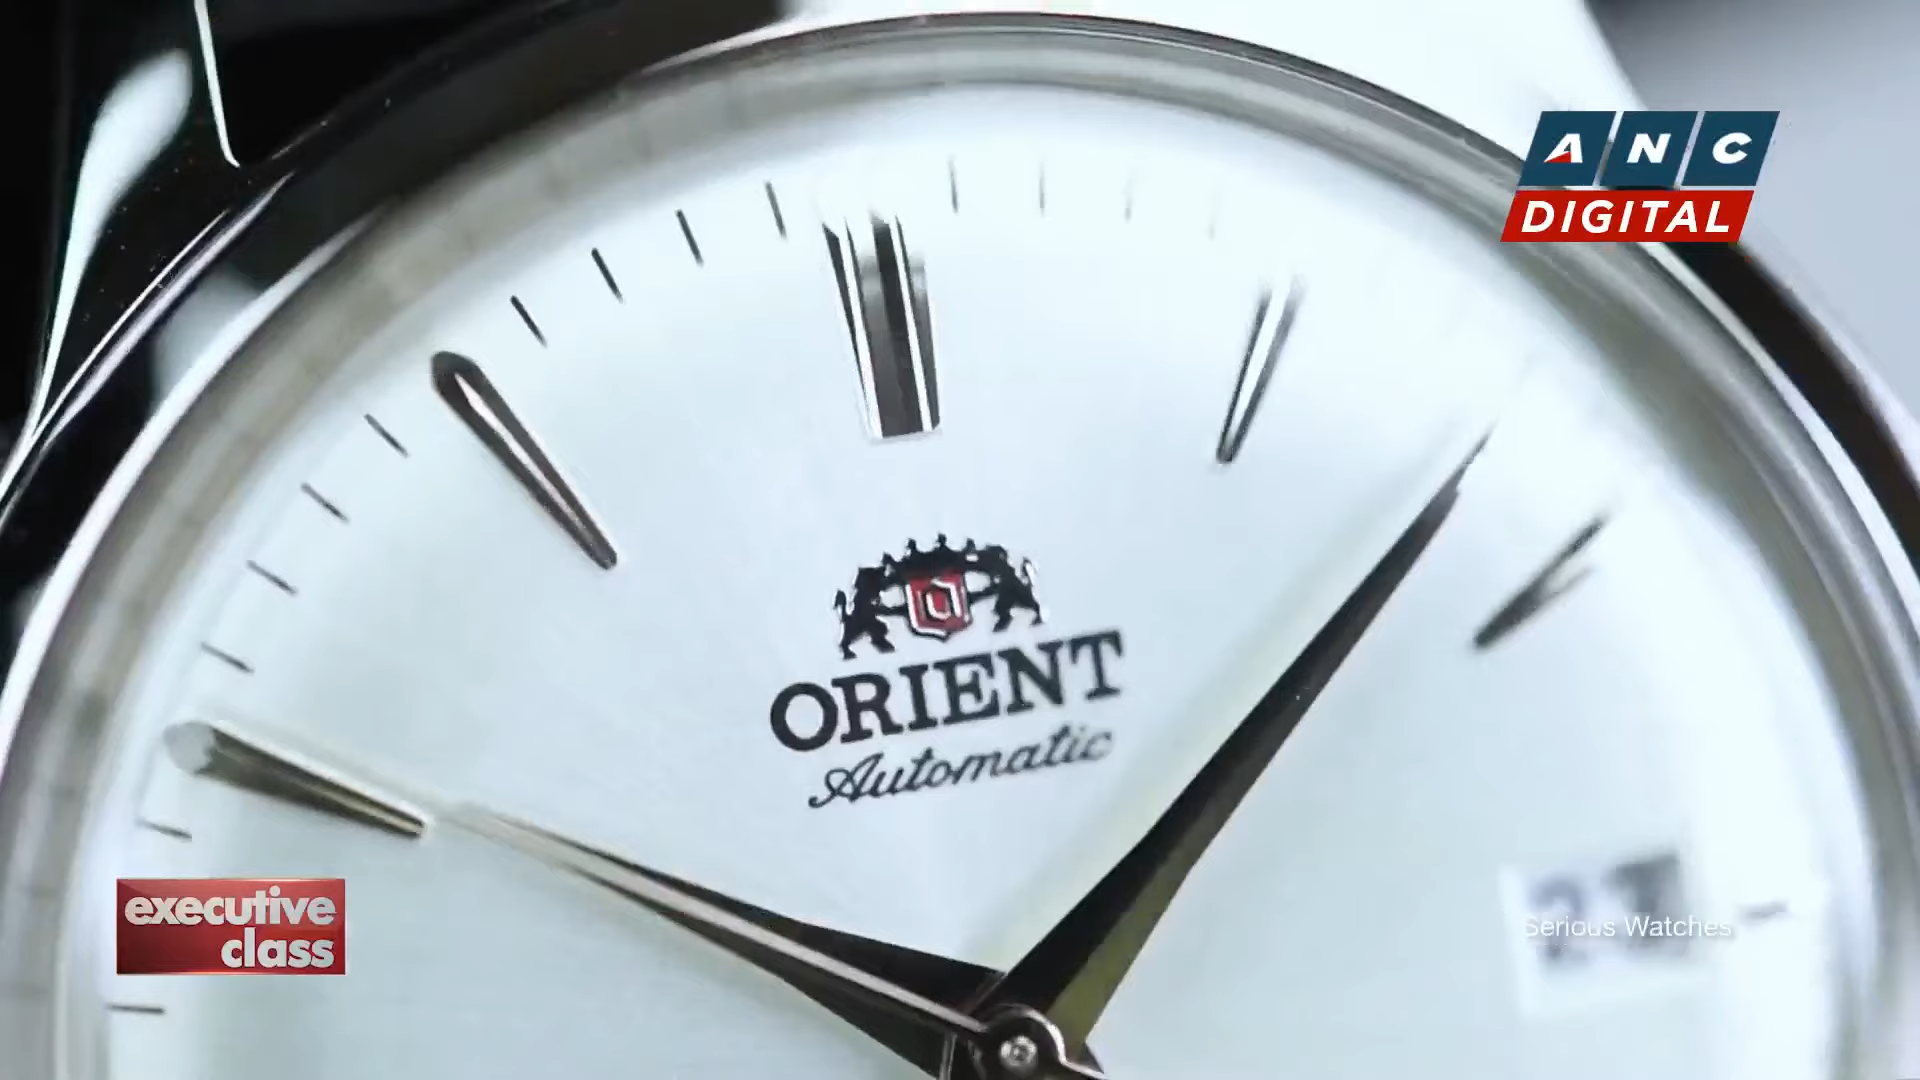 ANC
DIGITAL
ORIENT
Automatic
Serious Watches
executive
class